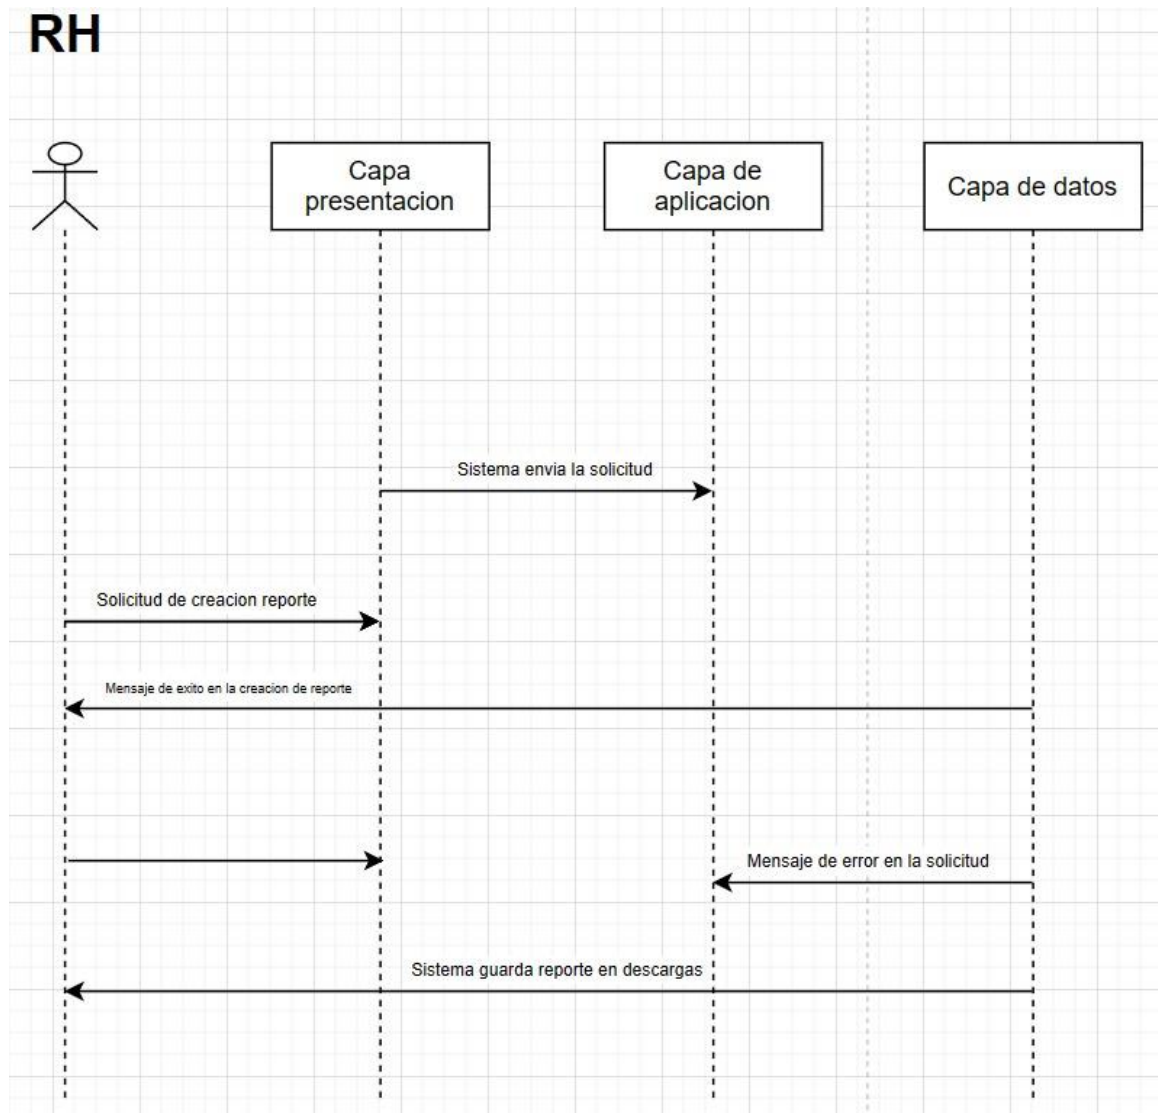 RH
Capa
presentacion
Capa de
aplicacion
Capa de datos
Sistema envia la solicitud
Solicitud de creacion reporte
Mensaje de exito en la creacion de reporte
Mensaje de error en la solicitud
Sistema guarda reporte en descargas